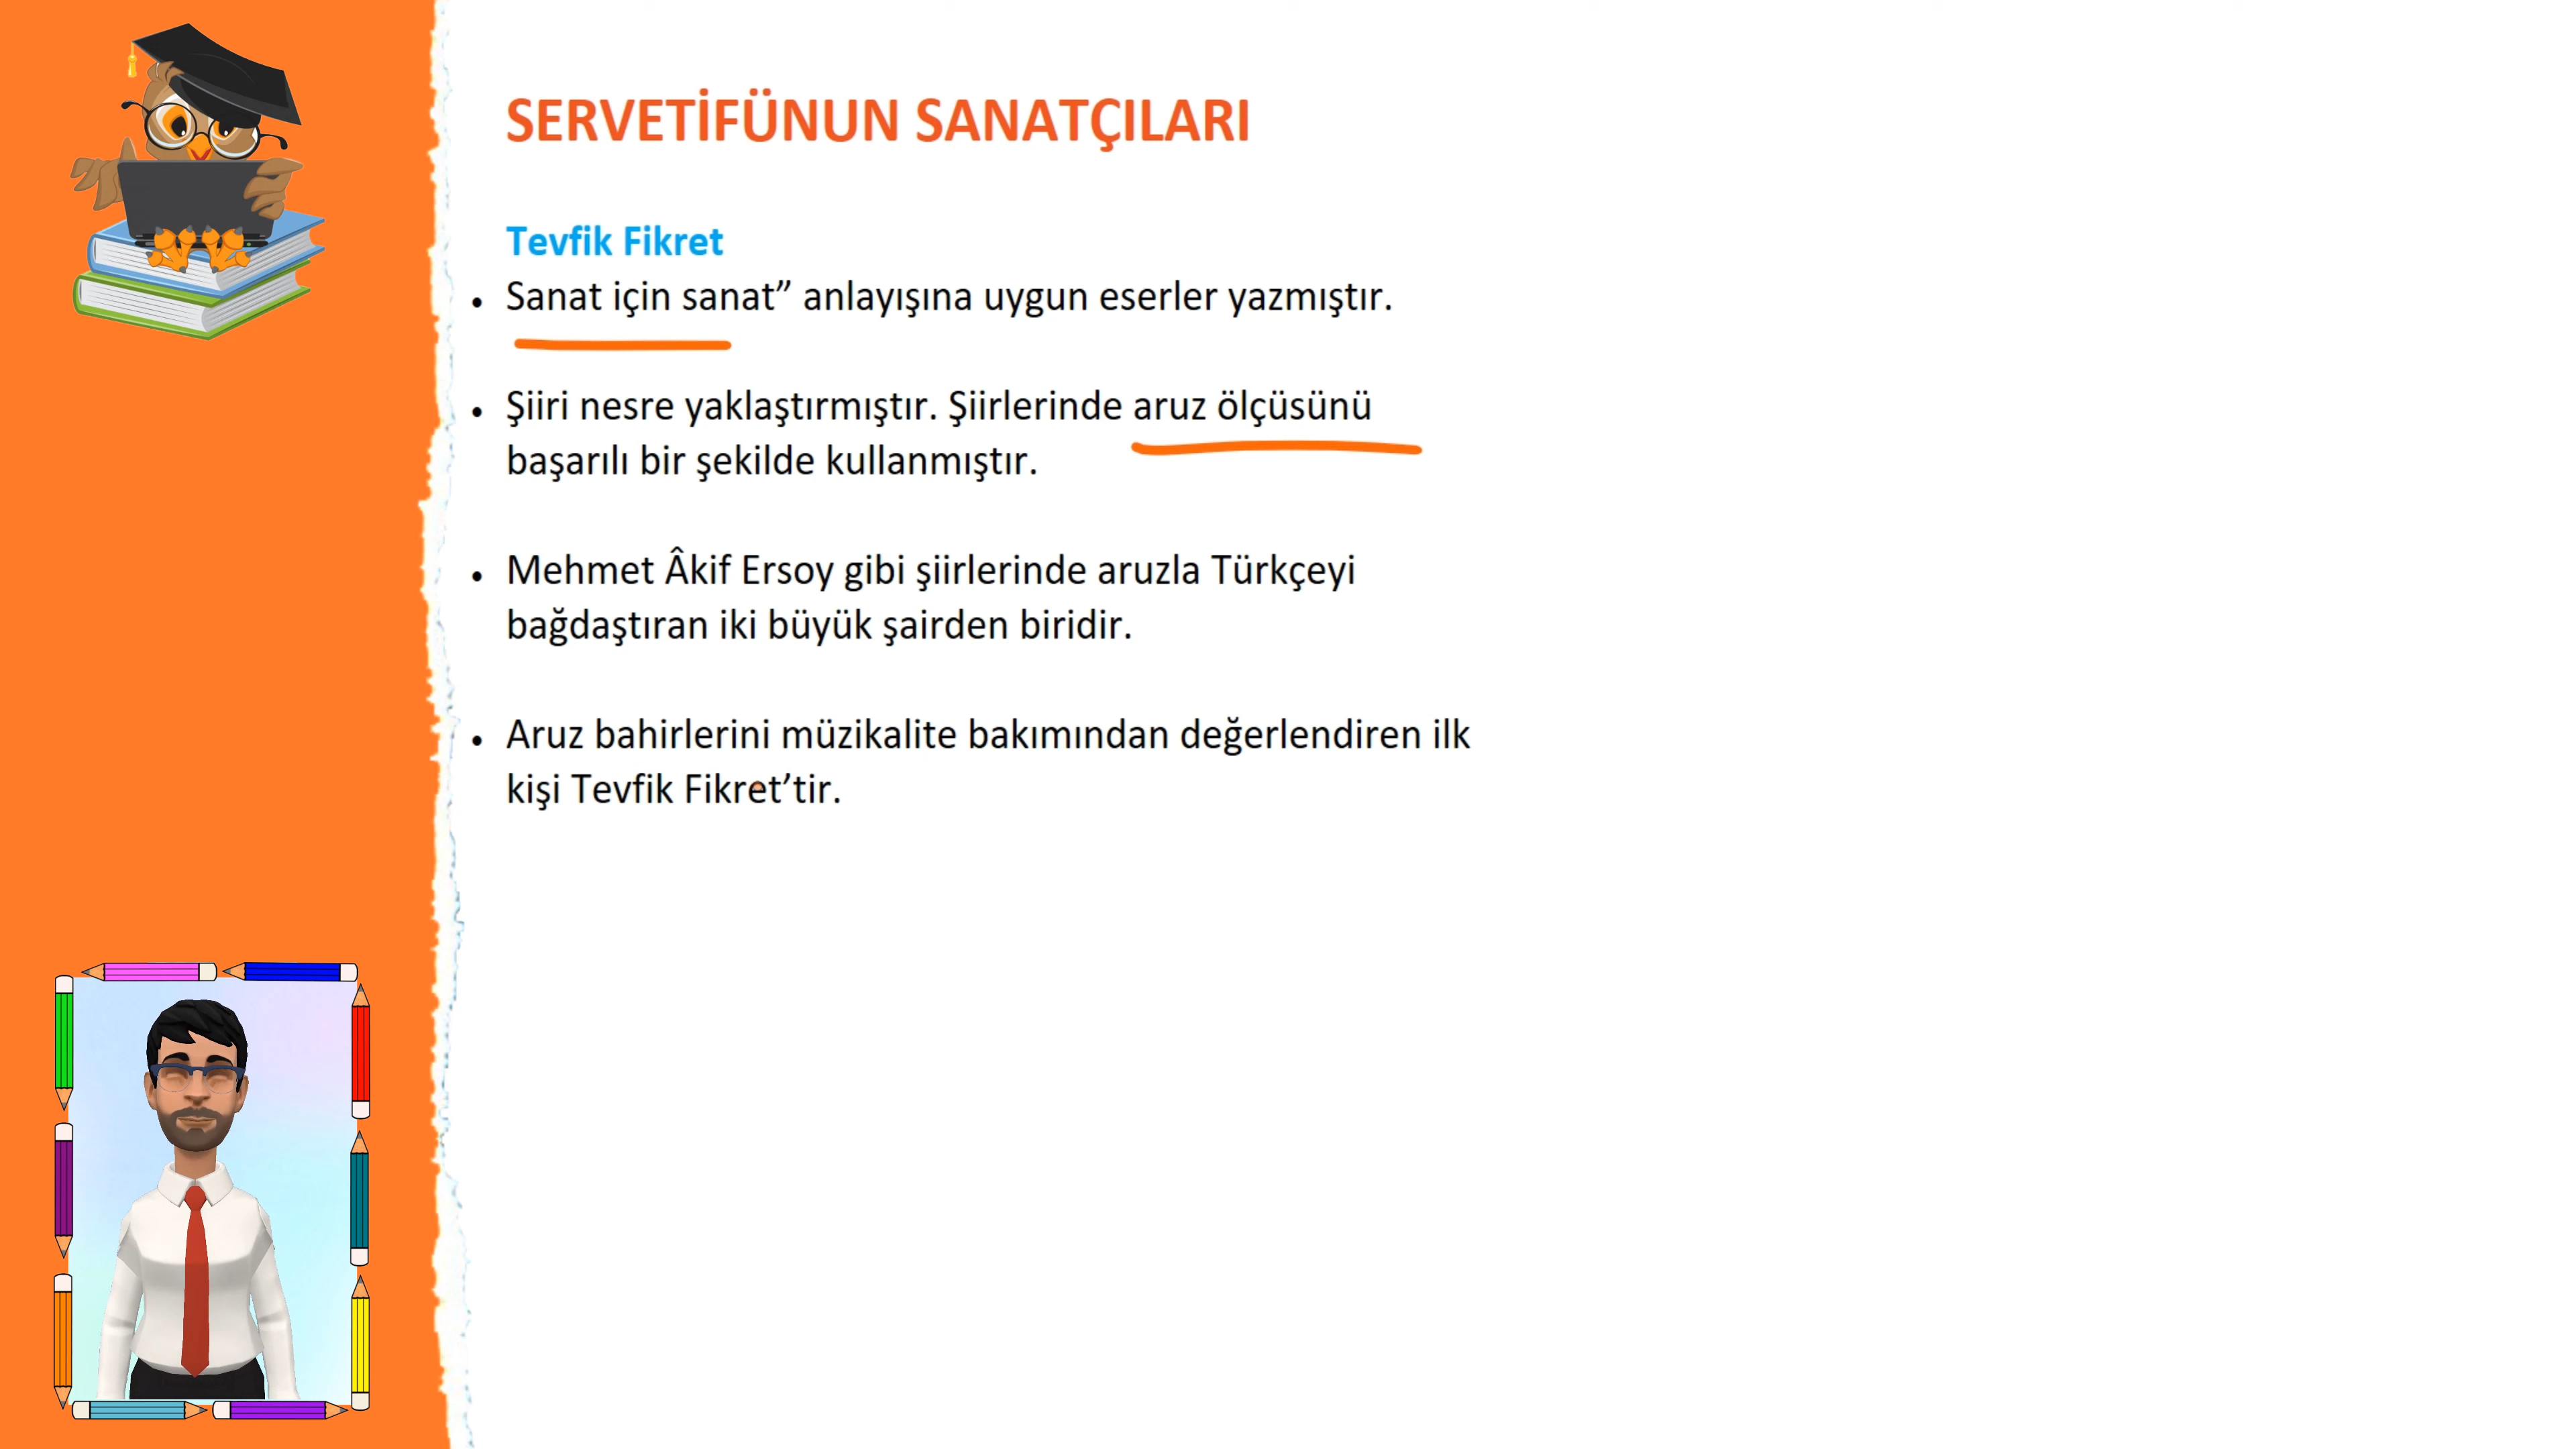 SERVETİFÜNUN SANATÇILARI
Tevfik Fikret
• Sanat için sanat” anlayışına uygun eserler yazmıştır.
• Şiiri nesre yaklaştırmıştır. Şiirlerinde aruz ölçüsünü
başarılı bir şekilde kullanmıştır.
• Mehmet Âkif Ersoy gibi şiirlerinde aruzla Türkçeyi
bağdaştıran iki büyük şairden biridir.
• Aruz bahirlerini müzikalite bakımından değerlendiren ilk
kişi Tevfik Fikret’tir.